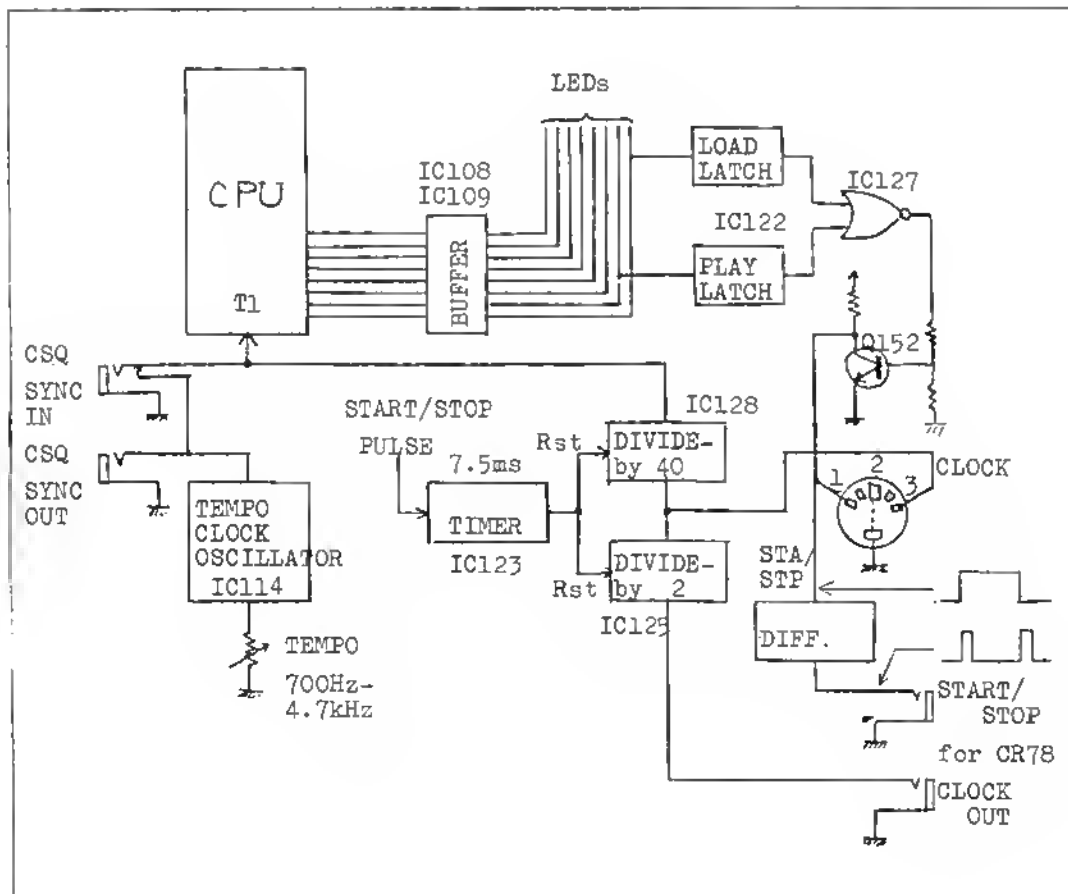 LEDs
CPU
T1
IC108
IC109
BUFFER
LOAD
LATCH
IC127
IC122
PLAY
LATCH
Q152
CSQ
SYNC
IN
CSQ
SYNC
OUT
TEMPO
CLOCK
OSCILLATOR
IC114
TEMPO
700Hz-
4.7kHz
START/STOP
PULSE
7.5ms
TIMER
IC123
Rst
Rst
IC128
DIVIDE-
by 40
DIVIDE-
by 2
IC125
1 2 3
CLOCK
STA/
STP
DIFF.
START/
STOP
for CR78
CLOCK
OUT